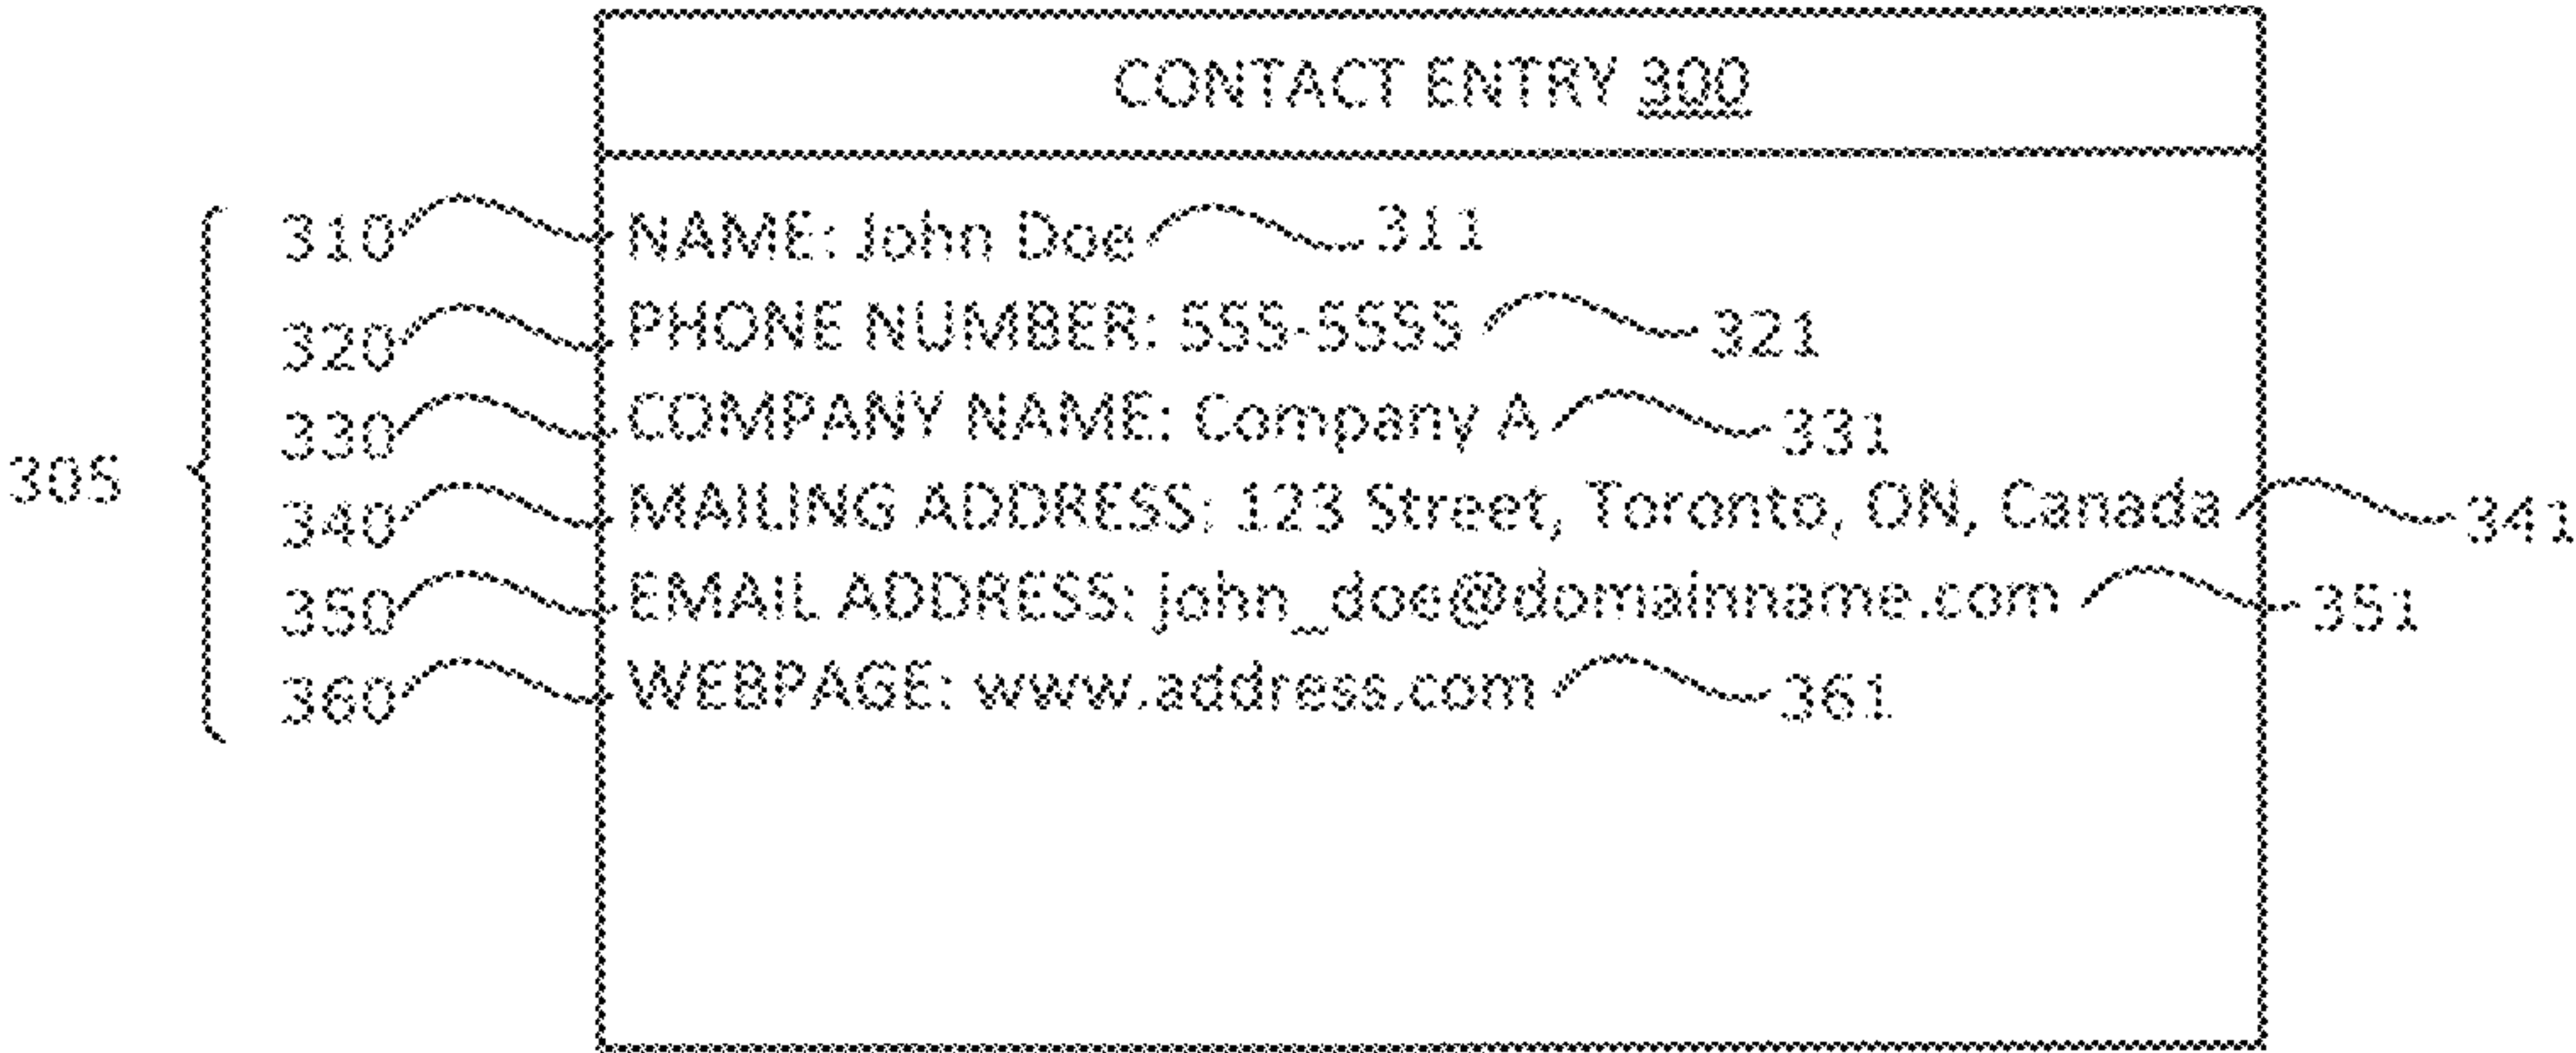 CONTACT ENTRY 300
310 NAME: John Doe 311
320 PHONE NUMBER: 555-5555 321
330 COMPANY NAME: Company A 331
305
340 MAILING ADDRESS: 123 Street, Toronto, ON, Canada 341
350 EMAIL ADDRESS: john_doe@domainname.com 351
360 WEBPAGE: www.address.com 361